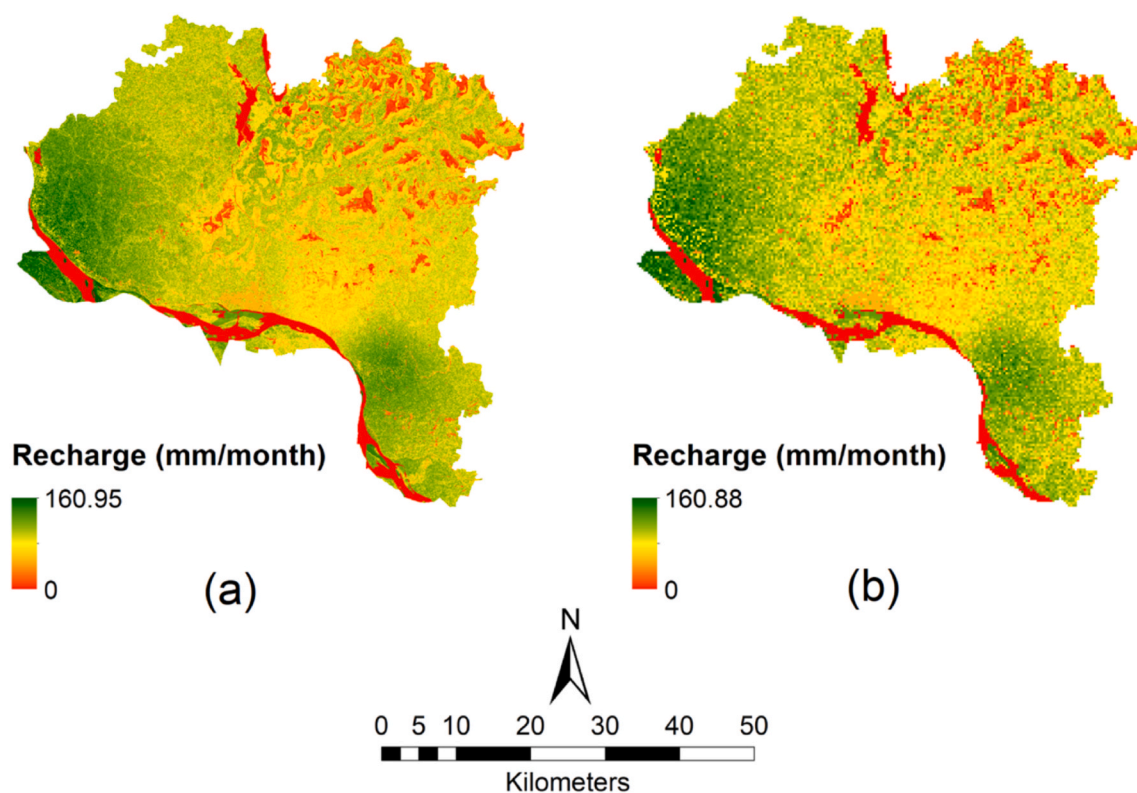 Recharge (mm/month)
160.95
0
(a)
Recharge (mm/month)
160.88
0
(b)
N
0 5 10 20 30 40 50
Kilometers